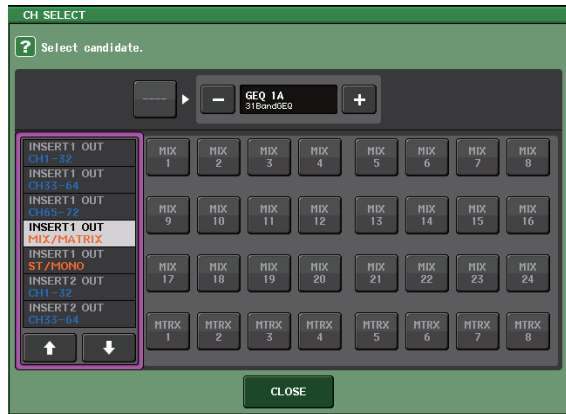 CH SELECT
? Select candidate.
----
− GEQ 1A +
31BandGEQ
INSERT1 OUT
CH1-32
INSERT1 OUT
CH33-64
INSERT1 OUT
CH65-72
INSERT1 OUT
MIX/MATRIX
INSERT1 OUT
ST/MONO
INSERT2 OUT
CH1-32
INSERT2 OUT
CH33-64
MIX 1 MIX 2 MIX 3 MIX 4 MIX 5 MIX 6 MIX 7 MIX 8
MIX 9 MIX 10 MIX 11 MIX 12 MIX 13 MIX 14 MIX 15 MIX 16
MIX 17 MIX 18 MIX 19 MIX 20 MIX 21 MIX 22 MIX 23 MIX 24
MTRX 1 MTRX 2 MTRX 3 MTRX 4 MTRX 5 MTRX 6 MTRX 7 MTRX 8
CLOSE